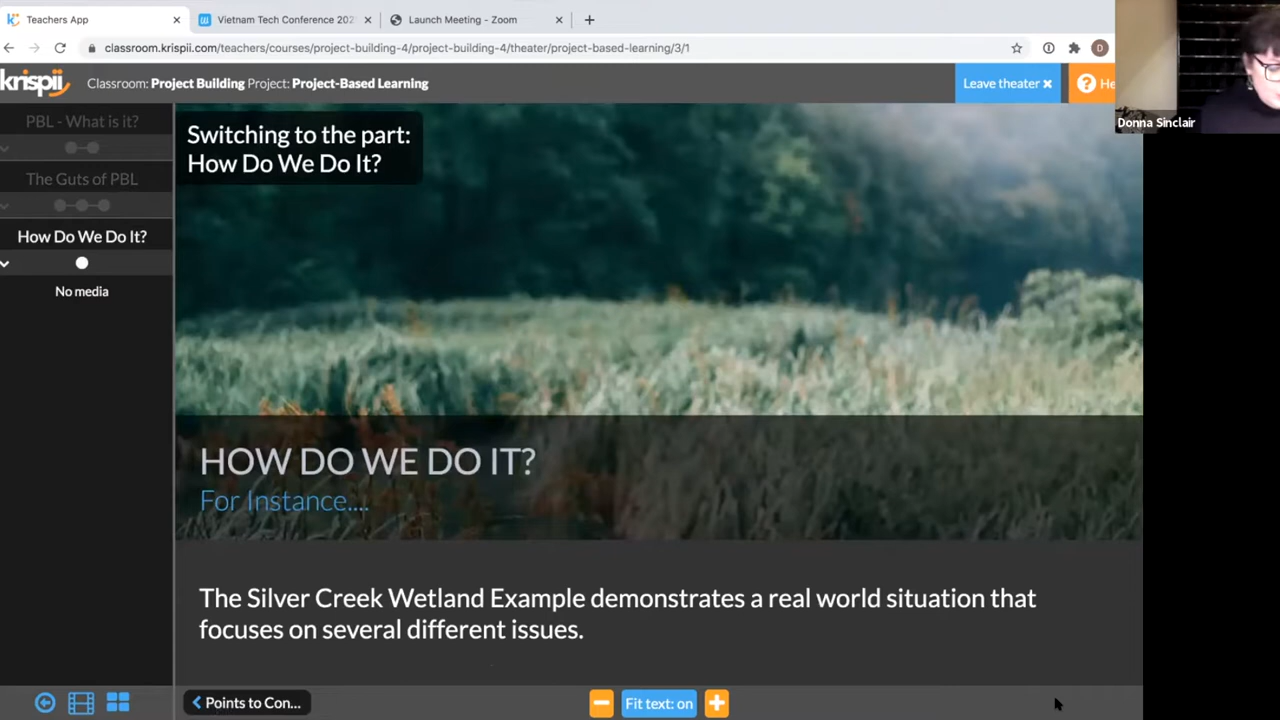 Teachers App
Vietnam Tech Conference 202
Launch Meeting - Zoom
classroom.krispii.com/teachers/courses/project-building-4/project-building-4/theater/project-based-learning/3/1
D
krispii
Classroom: Project Building Project: Project-Based Learning
Leave theater ×
? He
Donna Sinclair
PBL - What is it?
The Guts of PBL
How Do We Do It?
No media
Switching to the part:
How Do We Do It?
HOW DO WE DO IT?
For Instance....
The Silver Creek Wetland Example demonstrates a real world situation that
focuses on several different issues.
Points to Con...
Fit text: on